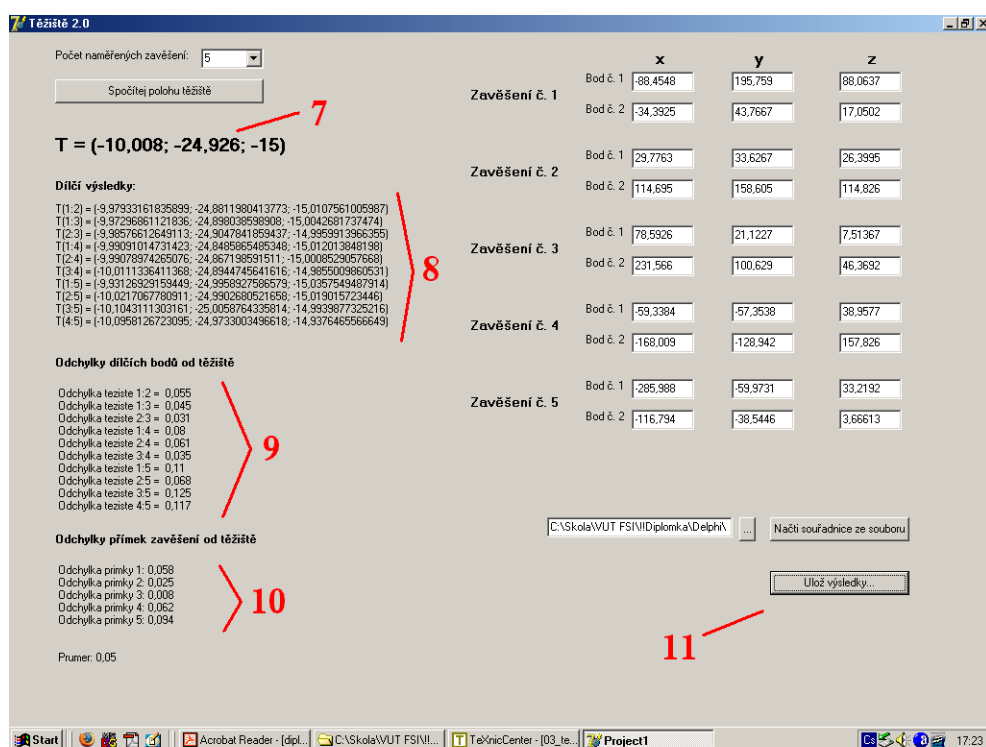 Těžiště 2.0
Počet naměřených zavěšení: 5
Spočítej polohu těžiště
7
T = (-10,008; -24,926; -15)
Dílčí výsledky:
T(1:2) = (-9,97933161835899; -24,8811980413773; -15,0107561005987)
T(1:3) = (-9,97296861121836; -24,898038598908; -15,0042681737474)
T(2:3) = (-9,98576612649113; -24,9047841859437; -14,9959913966355)
T(1:4) = (-9,99091014731423; -24,8485865485348; -15,012013848198)
T(2:4) = (-9,99078974265076; -24,867198591511; -15,0008529057668)
T(3:4) = (-10,0111336411368; -24,8944745641616; -14,9855009860531)
T(1:5) = (-9,93126929159449; -24,9958927586579; -15,0357549487914)
T(2:5) = (-10,0217067780911; -24,9902680521658; -15,019015723446)
T(3:5) = (-10,1043111303161; -25,0058764335814; -14,9939877325216)
T(4:5) = (-10,0958126723095; -24,9733003496618; -14,9376465566649)
8
Odchylky dílčích bodů od těžiště
Odchylka teziste 1:2 = 0,055
Odchylka teziste 1:3 = 0,045
Odchylka teziste 2:3 = 0,031
Odchylka teziste 1:4 = 0,08
Odchylka teziste 2:4 = 0,061
Odchylka teziste 3:4 = 0,035
Odchylka teziste 1:5 = 0,11
Odchylka teziste 2:5 = 0,068
Odchylka teziste 3:5 = 0,125
Odchylka teziste 4:5 = 0,117
9
Odchylky přímek zavěšení od těžiště
Odchylka primky 1: 0,058
Odchylka primky 2: 0,025
Odchylka primky 3: 0,008
Odchylka primky 4: 0,062
Odchylka primky 5: 0,094
10
Prumer: 0,05
x y z
Zavěšení č. 1
Bod č. 1 -88,4548 195,759 88,0637
Bod č. 2 -34,3925 43,7667 17,0502
Zavěšení č. 2
Bod č. 1 29,7763 33,6267 26,3995
Bod č. 2 114,695 158,605 114,826
Zavěšení č. 3
Bod č. 1 78,5926 21,1227 7,51367
Bod č. 2 231,566 100,629 46,3692
Zavěšení č. 4
Bod č. 1 -59,3384 -57,3538 38,9577
Bod č. 2 -168,009 -128,942 157,826
Zavěšení č. 5
Bod č. 1 -285,988 -59,9731 33,2192
Bod č. 2 -116,794 -38,5446 3,66613
C:\Skola\VUT FSI\!!Diplomka\Delphi\ ... Načti souřadnice ze souboru
Ulož výsledky...
11
Start Acrobat Reader - [dipl... C:\Skola\VUT FSI\!!... TeXnicCenter - [03_te... Project1 Cs 17:23